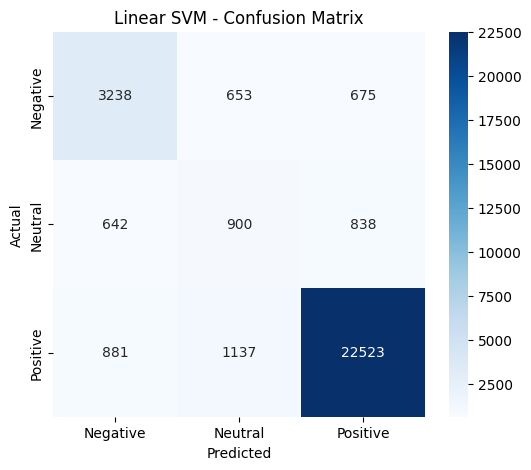 Linear SVM - Confusion Matrix
Negative
3238 653 675
Neutral
642 900 838
Positive
881 1137 22523
Actual
Negative Neutral Positive
Predicted
22500
20000
17500
15000
12500
10000
7500
5000
2500